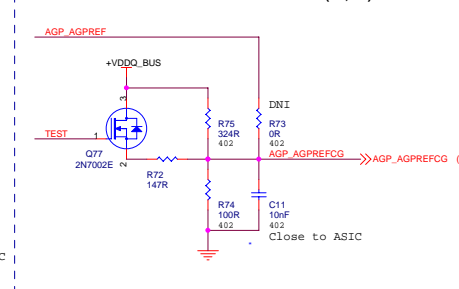 AGP_AGPREF
+VDDQ_BUS
3
DNI
R75
324R
402
R73
0R
402
TEST
1
Q77
2N7002E
2
R72
147R
AGP_AGPREFCG
AGP_AGPREFCG (
R74
100R
402
C11
10nF
402
Close to ASIC
C